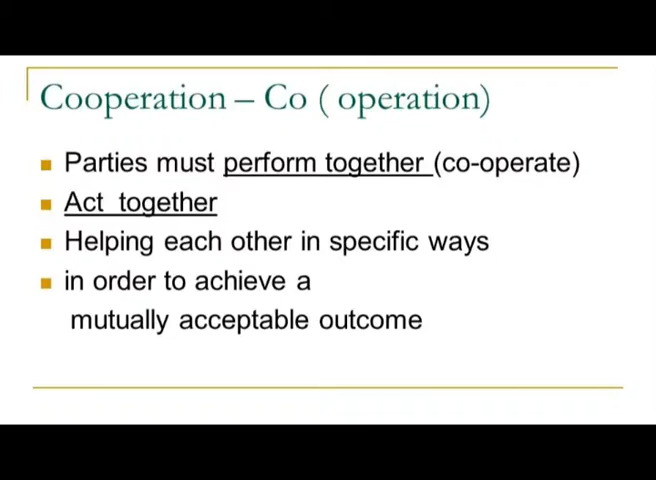 Cooperation – Co ( operation)
Parties must perform together (co-operate)
Act together
Helping each other in specific ways
in order to achieve a
mutually acceptable outcome